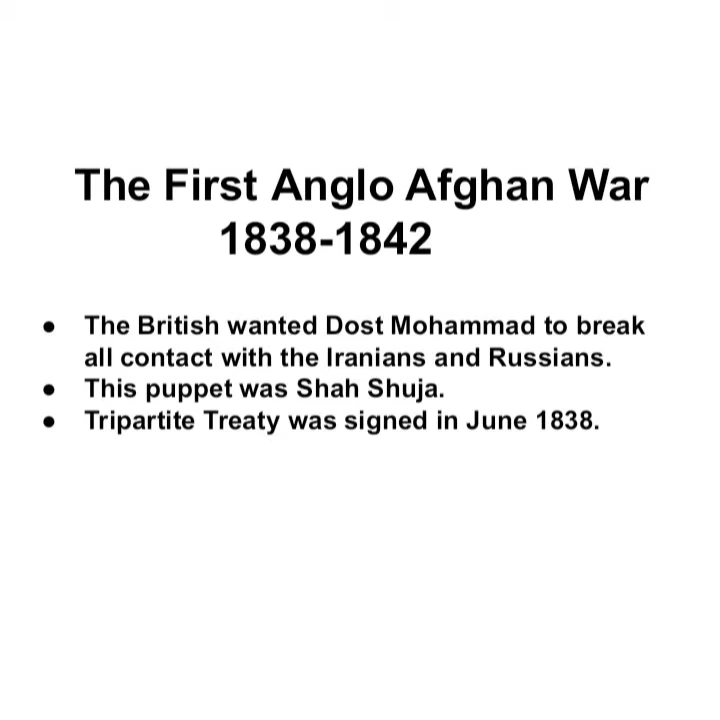 The First Anglo Afghan War
1838-1842
● The British wanted Dost Mohammad to break
all contact with the Iranians and Russians.
● This puppet was Shah Shuja.
● Tripartite Treaty was signed in June 1838.